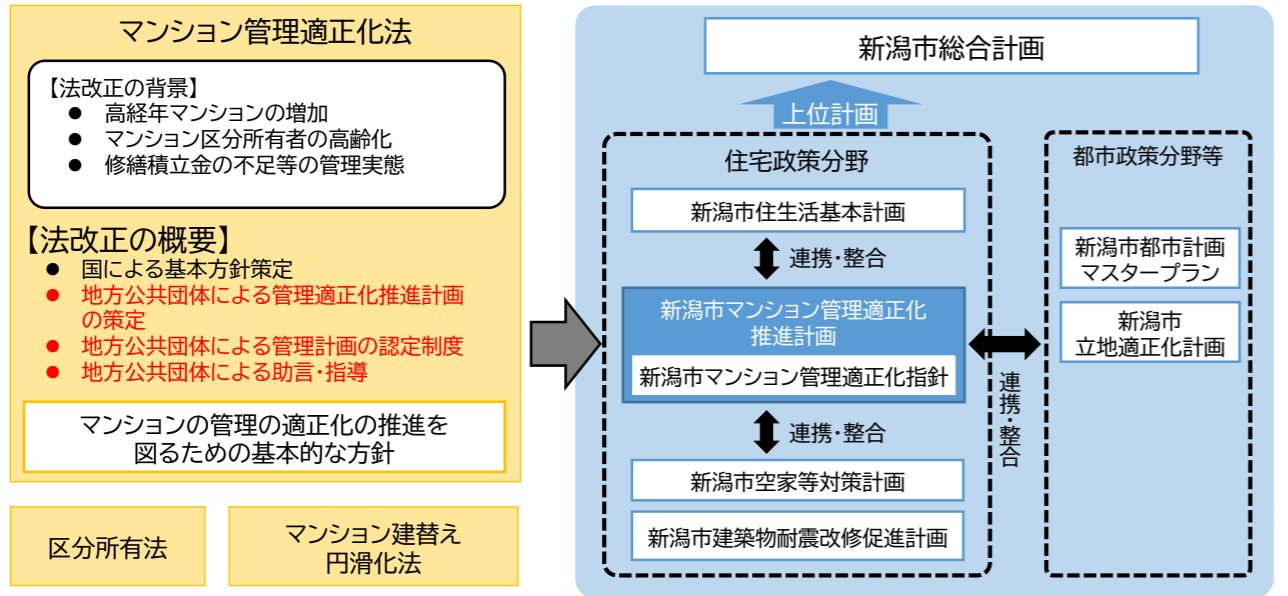 マンション管理適正化法
【法改正の背景】
● 高経年マンションの増加
● マンション区分所有者の高齢化
● 修繕積立金の不足等の管理実態
【法改正の概要】
● 国による基本方針策定
● 地方公共団体による管理適正化推進計画
の策定
● 地方公共団体による管理計画の認定制度
● 地方公共団体による助言・指導
マンションの管理の適正化の推進を
図るための基本的な方針
区分所有法
マンション建替え
円滑化法
新潟市総合計画
上位計画
住宅政策分野
新潟市住生活基本計画
連携・整合
新潟市マンション管理適正化
推進計画
新潟市マンション管理適正化指針
連携・整合
新潟市空家等対策計画
新潟市建築物耐震改修促進計画
連携・整合
都市政策分野等
新潟市都市計画
マスタープラン
新潟市
立地適正化計画